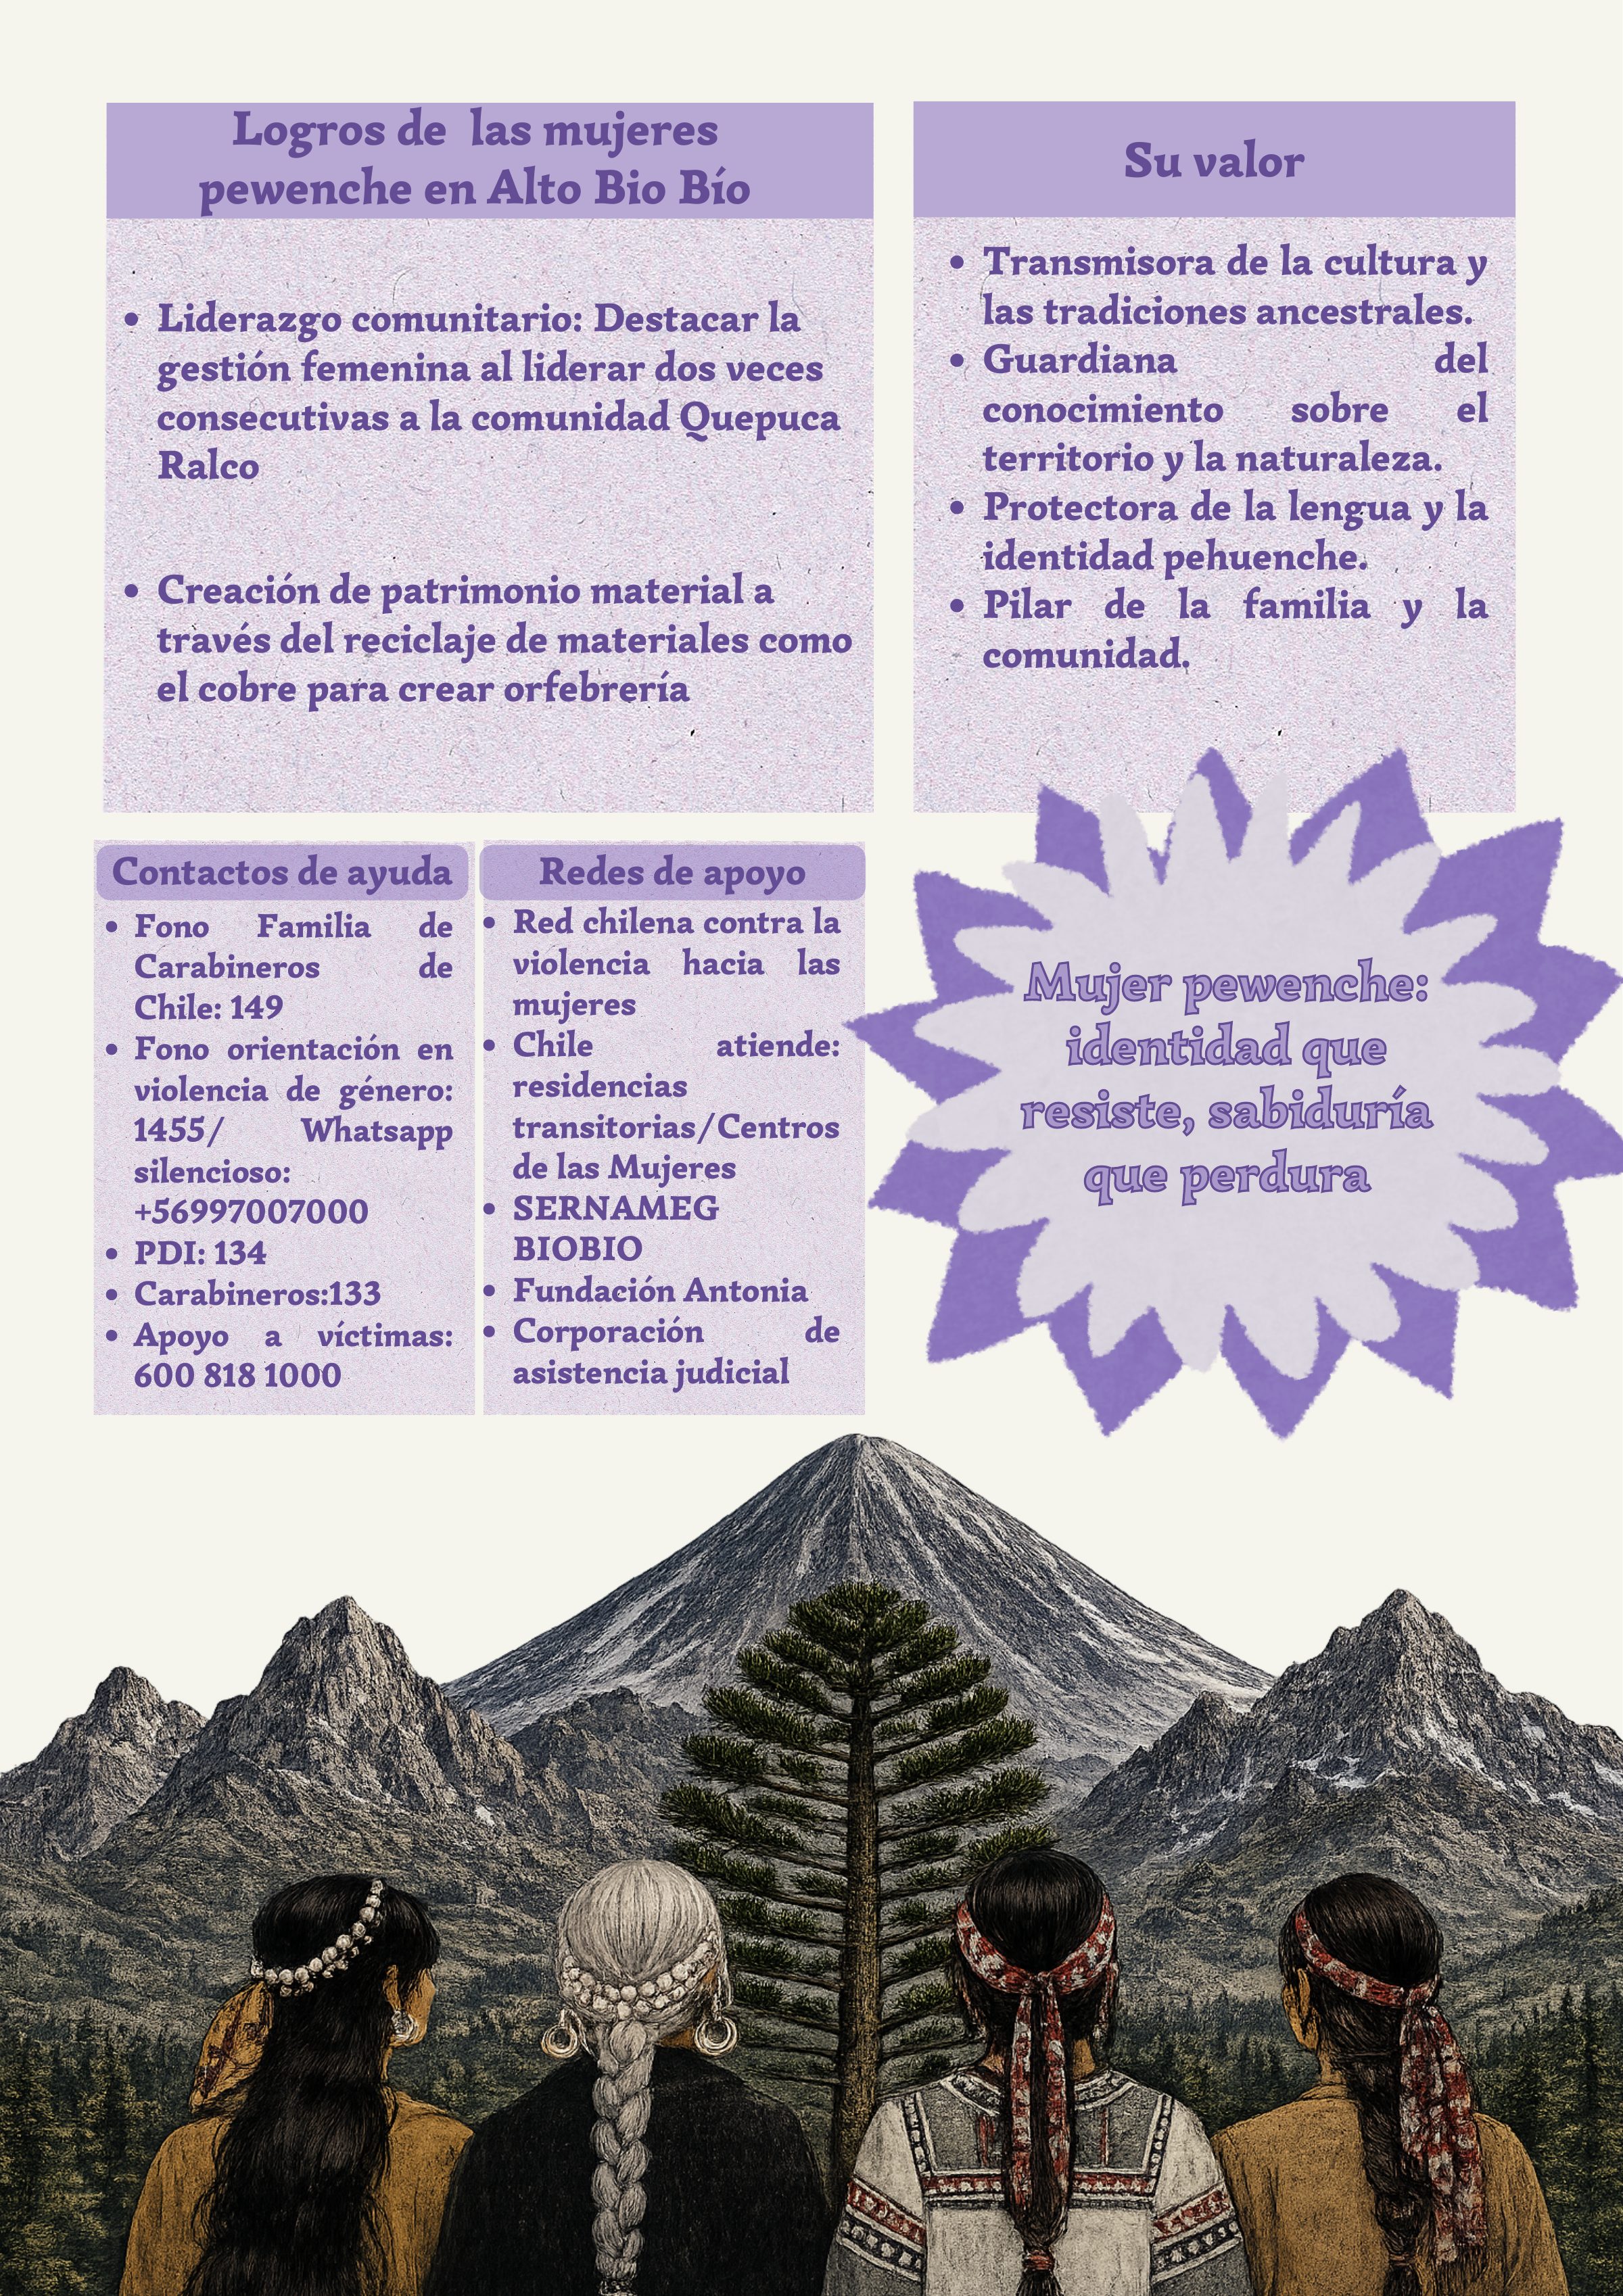 Logros de las mujeres
pewenche en Alto Bio Bío
• Liderazgo comunitario: Destacar la
gestión femenina al liderar dos veces
consecutivas a la comunidad Quepuca
Ralco
• Creación de patrimonio material a
través del reciclaje de materiales como
el cobre para crear orfebrería
Su valor
• Transmisora de la cultura y
las tradiciones ancestrales.
• Guardiana del
conocimiento sobre el
territorio y la naturaleza.
• Protectora de la lengua y la
identidad pehuenche.
• Pilar de la familia y la
comunidad.
Contactos de ayuda
• Fono Familia de
Carabineros de
Chile: 149
• Fono orientación en
violencia de género:
1455/ Whatsapp
silencioso:
+56997007000
• PDI: 134
• Carabineros:133
• Apoyo a víctimas:
600 818 1000
Redes de apoyo
• Red chilena contra la
violencia hacia las
mujeres
• Chile atiende:
residencias
transitorias/Centros
de las Mujeres
• SERNAMEG
BIOBIO
• Fundación Antonia
• Corporación de
asistencia judicial
Mujer pewenche:
identidad que
resiste, sabiduría
que perdura